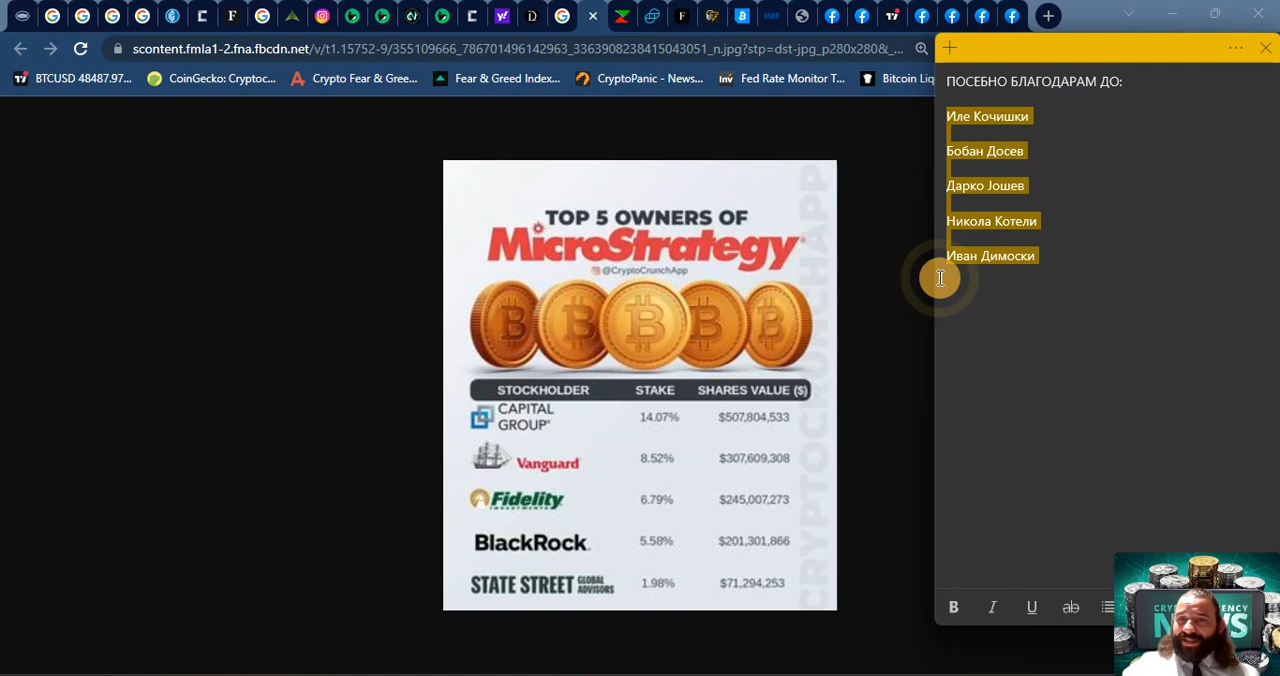 scontent.fmla1-2.fna.fbcdn.net/v/t1.15752-9/355109666_786701496142963_3363908238415043051_n.jpg?stp=dst-jpg_p280x280&_...
BTCUSD 48487.97...
CoinGecko: Cryptoc...
Crypto Fear & Gree...
Fear & Greed Index...
CryptoPanic - News...
Fed Rate Monitor T...
Bitcoin Liq
ПОСЕБНО БЛАГОДАРАМ ДО:
Иле Кочишки
Бобан Досев
Дарко Јошев
Никола Котели
Иван Димоски
TOP 5 OWNERS OF
MicroStrategy
@CryptoCrunchApp
STOCKHOLDER STAKE SHARES VALUE ($)
CAPITAL GROUP 14.07% $507,804,533
Vanguard 8.52% $307,609,308
Fidelity INVESTMENTS 6.79% $245,007,273
BlackRock. 5.58% $201,301,866
STATE STREET GLOBAL ADVISORS 1.98% $71,294,253
CRYPTOCRUNCHAPP
B I U ab
NEWS